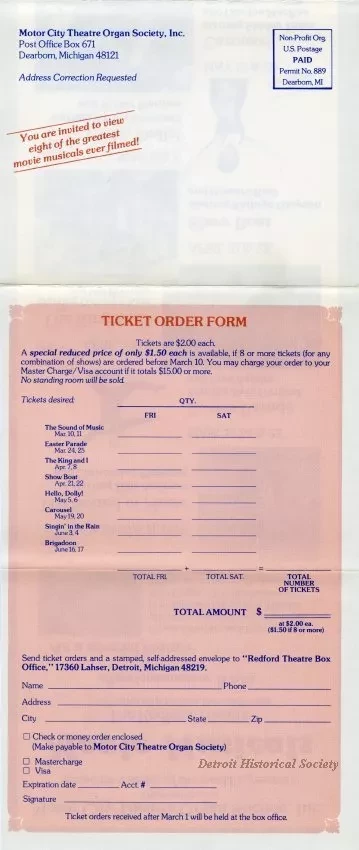 Motor City Theatre Organ Society, Inc.
Post Office Box 671
Dearborn, Michigan 48121
Address Correction Requested
Non-Profit Org.
U.S. Postage
PAID
Permit No. 889
Dearborn, MI
You are invited to view
eight of the greatest
movie musicals ever filmed!
TICKET ORDER FORM
Tickets are $2.00 each.
A special reduced price of only $1.50 each is available, if 8 or more tickets (for any
combination of shows) are ordered before March 10. You may charge your order to your
Master Charge/Visa account if it totals $15.00 or more.
No standing room will be sold.
Tickets desired: QTY.
FRI SAT
The Sound of Music
Mar. 10, 11
Easter Parade
Mar. 24, 25
The King and I
Apr. 7, 8
Show Boat
Apr. 21, 22
Hello, Dolly!
May 5, 6
Carousel
May 19, 20
Singin' in the Rain
June 3, 4
Brigadoon
June 16, 17
+ =
TOTAL FRI. TOTAL SAT. TOTAL
NUMBER
OF TICKETS
TOTAL AMOUNT $
at $2.00 ea.
($1.50 if 8 or more)
Send ticket orders and a stamped, self-addressed envelope to "Redford Theatre Box
Office," 17360 Lahser, Detroit, Michigan 48219.
Name Phone
Address
City State Zip
Check or money order enclosed
(Make payable to Motor City Theatre Organ Society)
Mastercharge
Visa
Expiration date Acct. #
Signature
Ticket orders received after March 1 will be held at the box office.
Detroit Historical Society